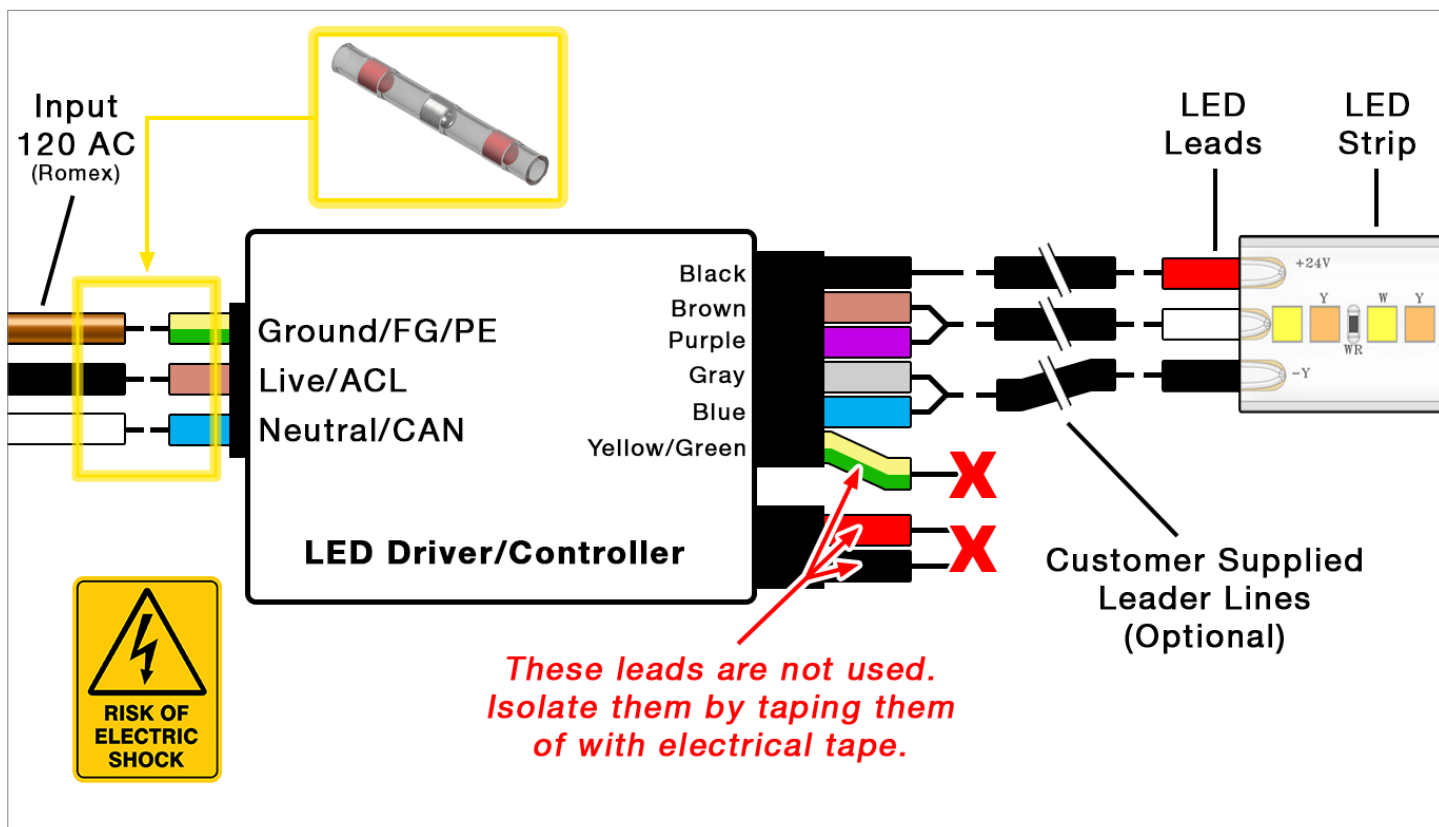 Input
120 AC
(Romex)
LED
Leads
LED
Strip
Ground/FG/PE
Live/ACL
Neutral/CAN
Black
Brown
Purple
Gray
Blue
Yellow/Green
LED Driver/Controller
+24V
Y
W
Y
WR
-Y
X
X
Customer Supplied
Leader Lines
(Optional)
These leads are not used.
Isolate them by taping them
of with electrical tape.
RISK OF
ELECTRIC
SHOCK